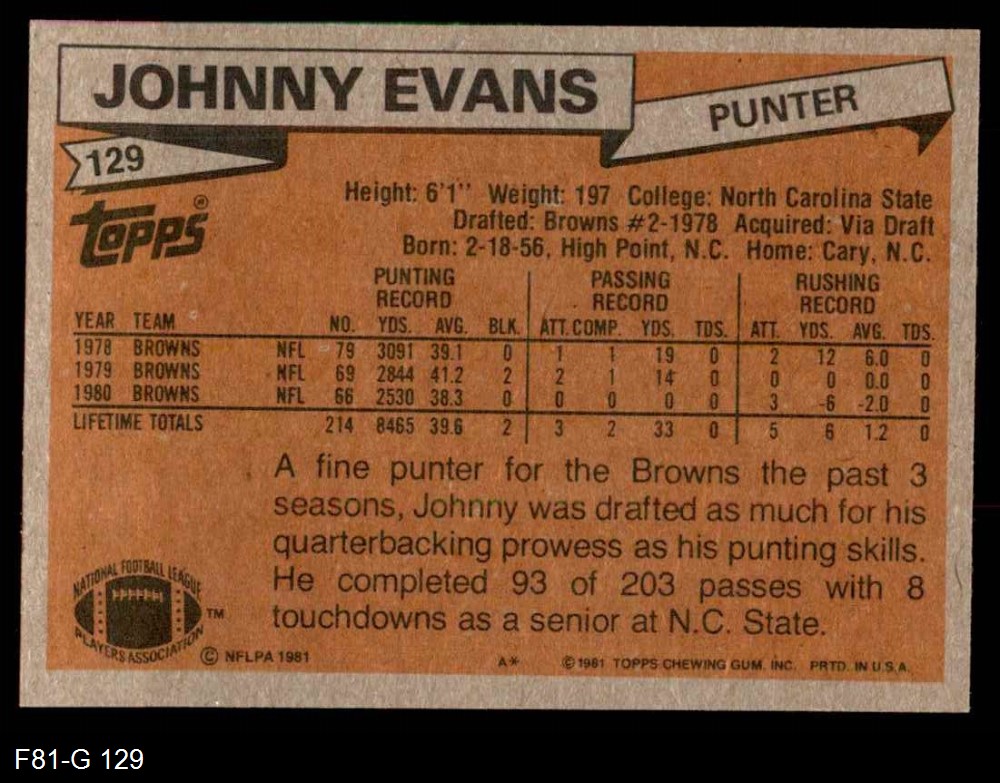 JOHNNY EVANS
PUNTER
129
Topps®
Height: 6'1" Weight: 197 College: North Carolina State
Drafted: Browns #2-1978 Acquired: Via Draft
Born: 2-18-56, High Point, N.C. Home: Cary, N.C.
PUNTING RECORD PASSING RECORD RUSHING RECORD
YEAR TEAM NO. YDS. AVG. BLK. ATT. COMP. YDS. TDS. ATT. YDS. AVG. TDS.
1978 BROWNS NFL 79 3091 39.1 0 1 1 19 0 2 12 6.0 0
1979 BROWNS NFL 69 2844 41.2 2 2 1 14 0 0 0 0.0 0
1980 BROWNS NFL 66 2530 38.3 0 0 0 0 0 3 -6 -2.0 0
LIFETIME TOTALS 214 8465 39.6 2 3 2 33 0 5 6 1.2 0
A fine punter for the Browns the past 3
seasons, Johnny was drafted as much for his
quarterbacking prowess as his punting skills.
He completed 93 of 203 passes with 8
touchdowns as a senior at N.C. State.
NATIONAL FOOTBALL LEAGUE
PLAYERS ASSOCIATION
TM
© NFLPA 1981
A* ©1981 TOPPS CHEWING GUM, INC. PRTD. IN U.S.A.
F81-G 129